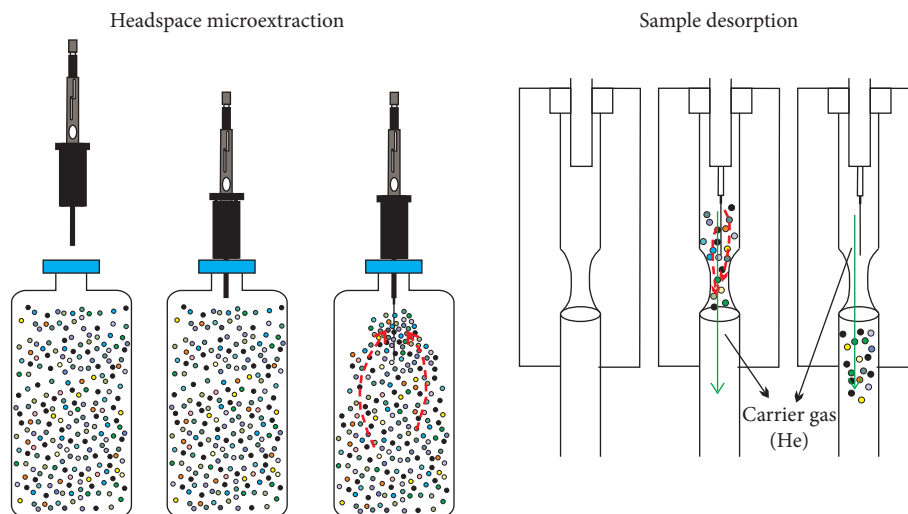 Headspace microextraction
Sample desorption
Carrier gas
(He)